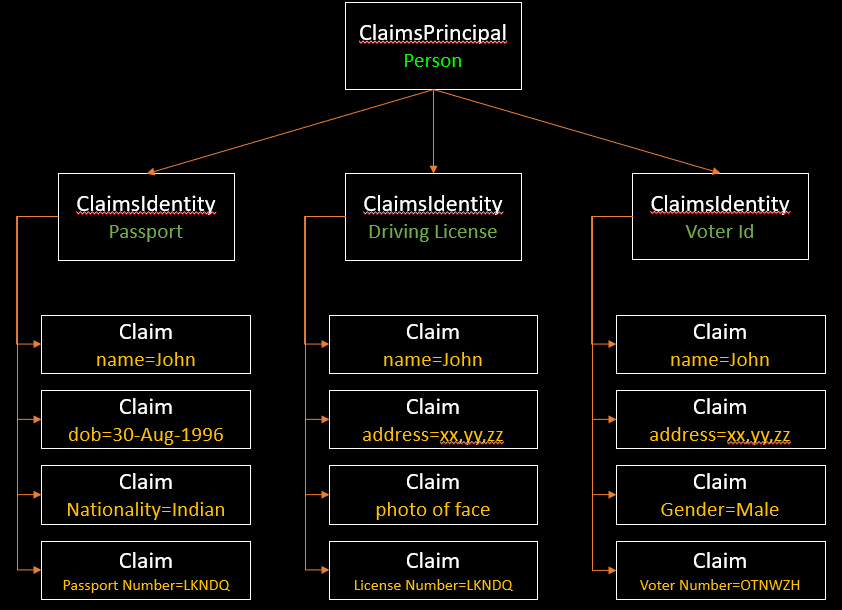 ClaimsPrincipal
Person
ClaimsIdentity
Passport
Claim
name=John
Claim
dob=30-Aug-1996
Claim
Nationality=Indian
Claim
Passport Number=LKNDQ
ClaimsIdentity
Driving License
Claim
name=John
Claim
address=xx,yy,zz
Claim
photo of face
Claim
License Number=LKNDQ
ClaimsIdentity
Voter Id
Claim
name=John
Claim
address=xx,yy,zz
Claim
Gender=Male
Claim
Voter Number=OTNWZH